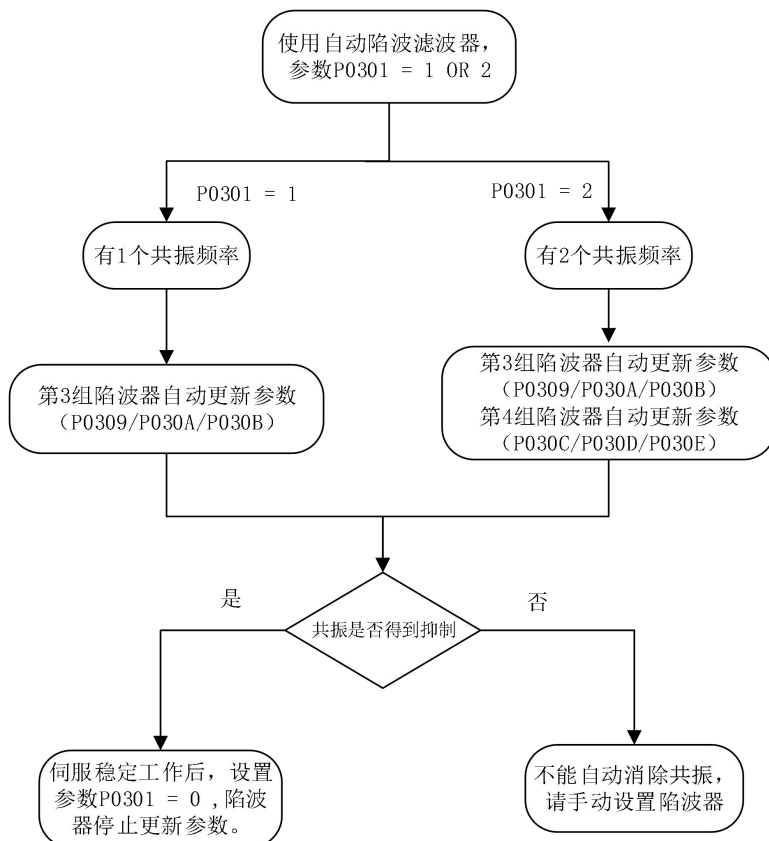 使用自动陷波滤波器，
参数P0301 = 1 OR 2
P0301 = 1
P0301 = 2
有1个共振频率
有2个共振频率
第3组陷波器自动更新参数
（P0309/P030A/P030B）
第3组陷波器自动更新参数
（P0309/P030A/P030B）
第4组陷波器自动更新参数
（P030C/P030D/P030E）
是
否
共振是否得到抑制
伺服稳定工作后，设置
参数P0301 = 0 ,陷波
器停止更新参数。
不能自动消除共振，
请手动设置陷波器